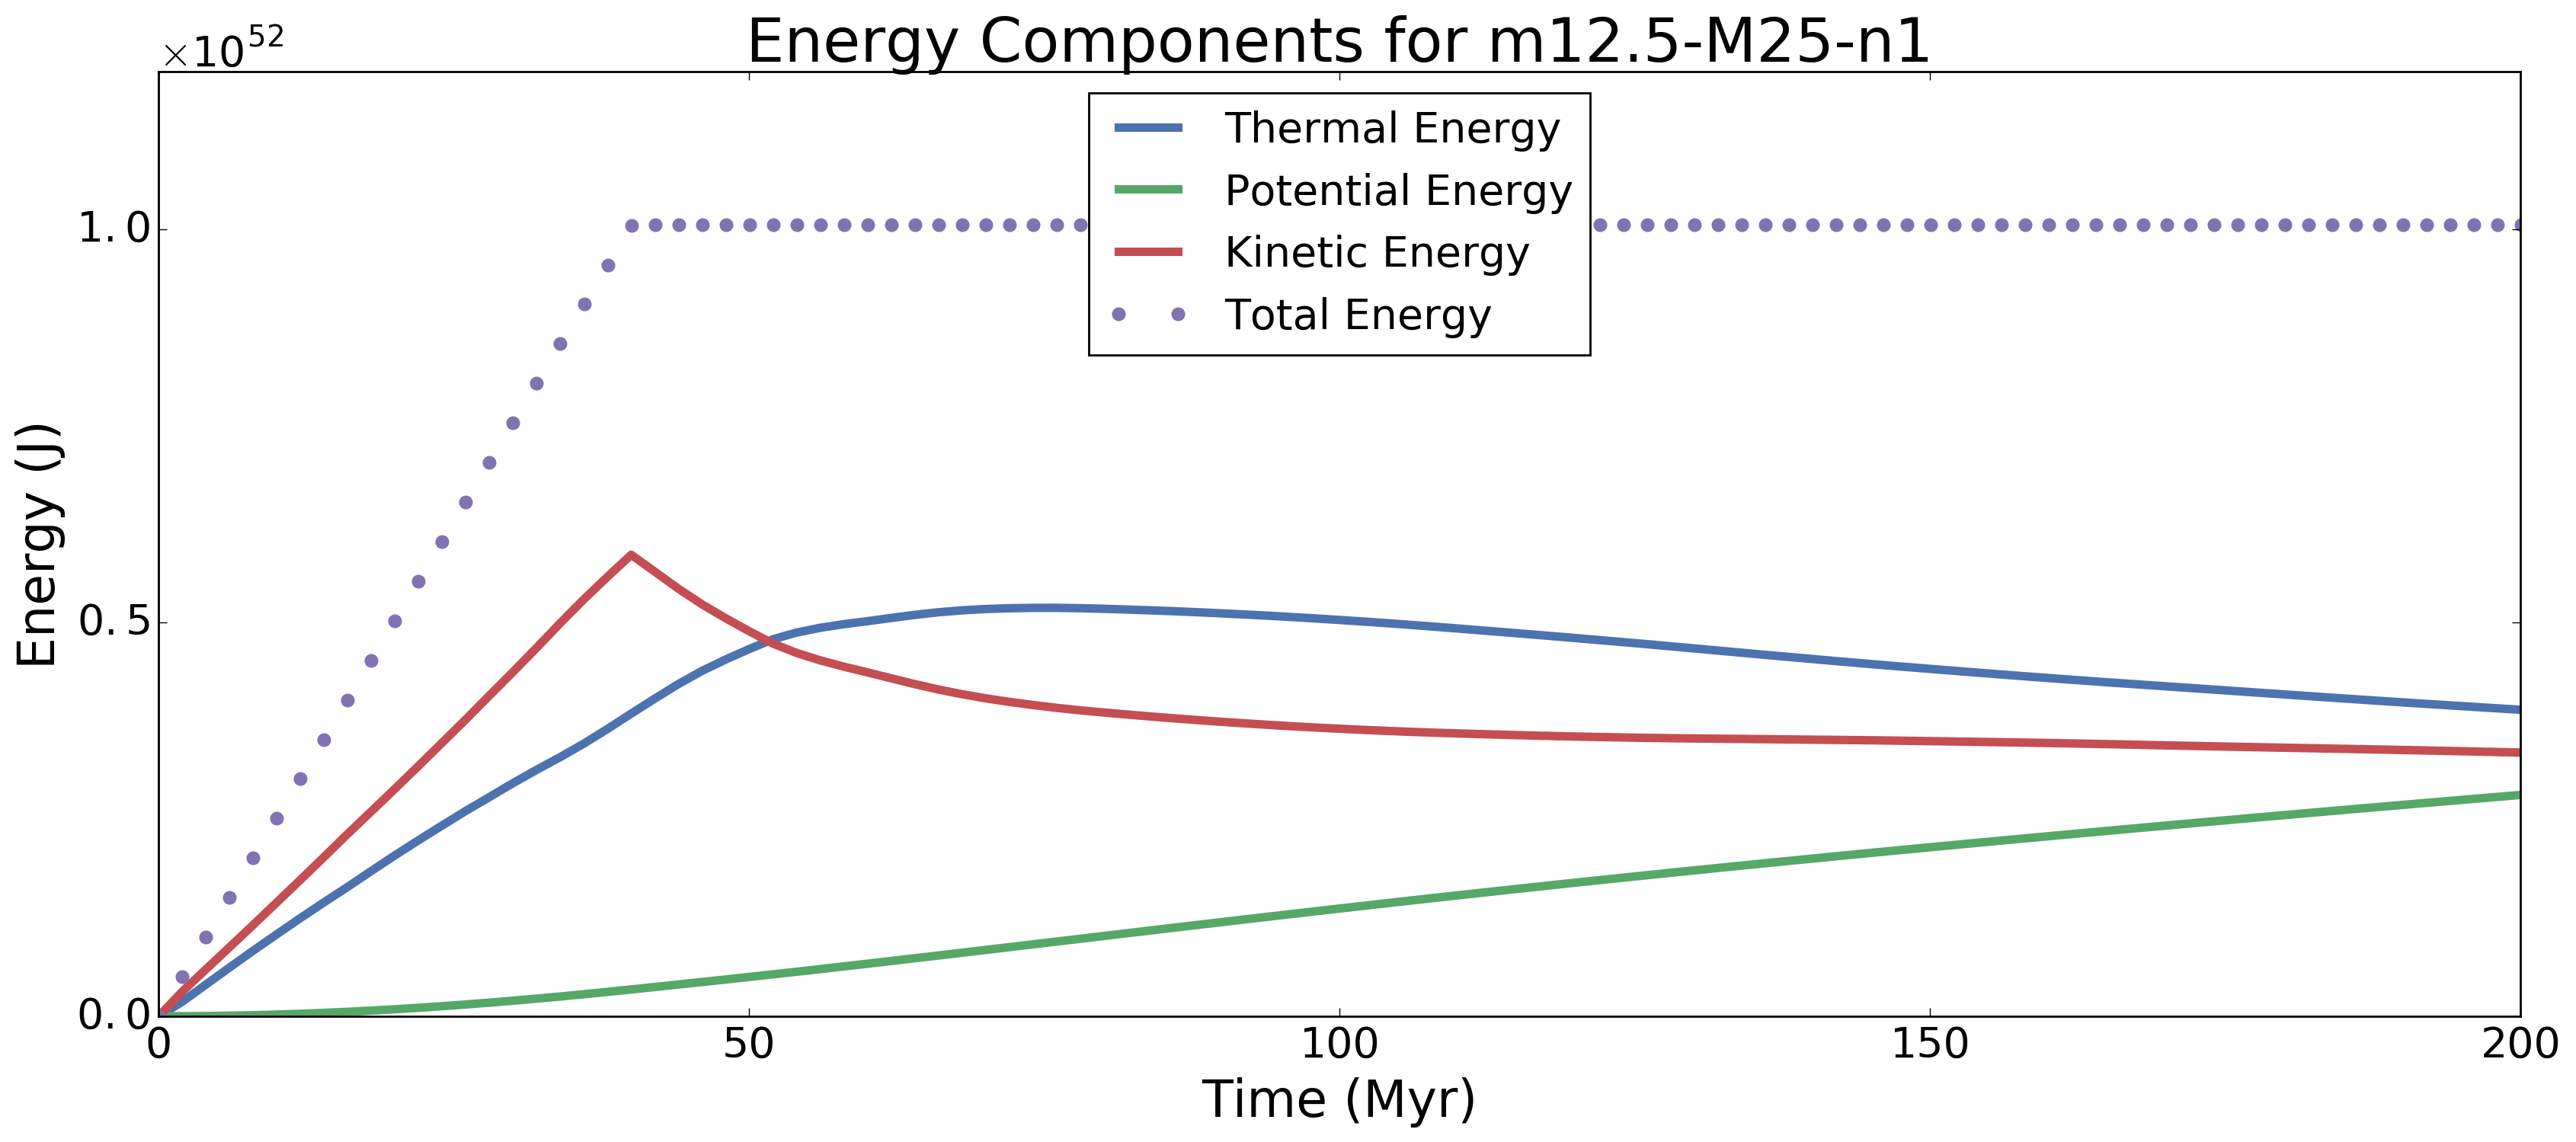 Energy Components for m12.5-M25-n1
×10^52
Thermal Energy
Potential Energy
Kinetic Energy
Total Energy
1.0
0.5
0.0
Energy (J)
0 50 100 150 200
Time (Myr)